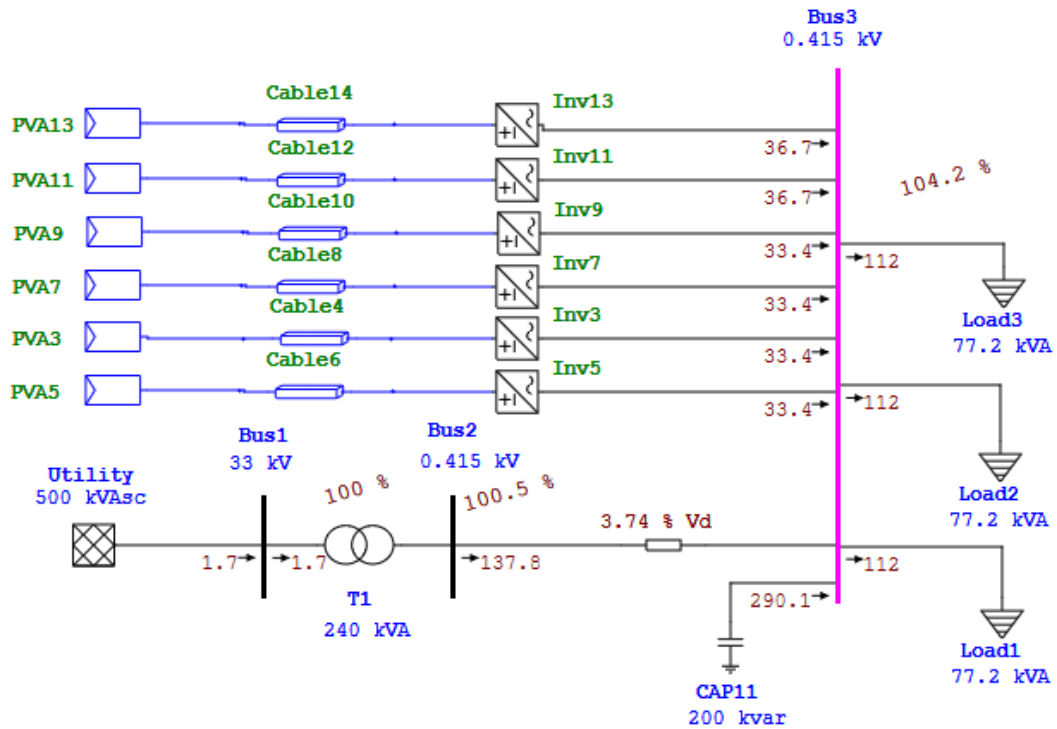 Bus3
0.415 kV
Cable14
Inv13
PVA13
36.7
Cable12
Inv11
PVA11
36.7
104.2 %
Cable10
Inv9
PVA9
33.4
112
Cable8
Inv7
PVA7
33.4
Load3
77.2 kVA
Cable4
Inv3
PVA3
33.4
Cable6
Inv5
PVA5
33.4
112
Load2
77.2 kVA
Bus1
33 kV
Bus2
0.415 kV
Utility
500 kVAsc
100 %
100.5 %
3.74 % Vd
1.7
1.7
137.8
112
T1
240 kVA
290.1
Load1
77.2 kVA
CAP11
200 kvar